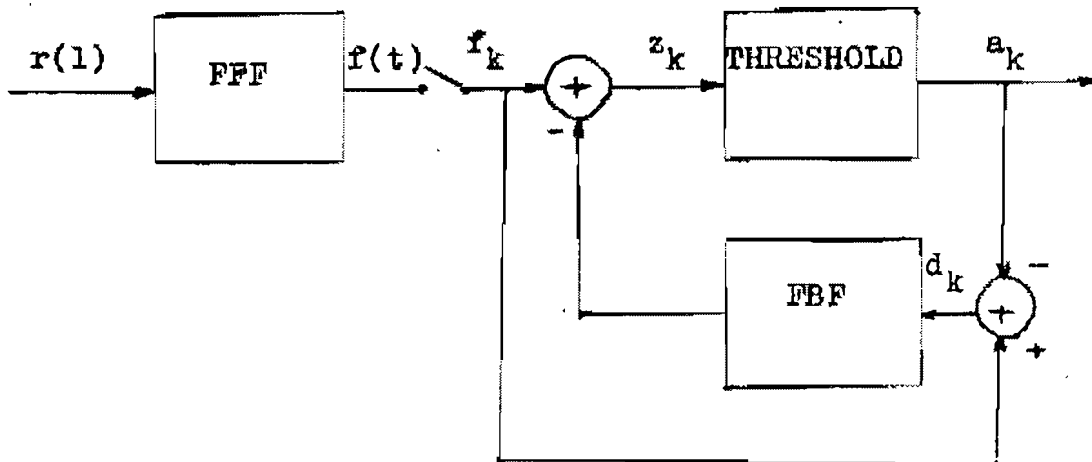 r(l) FFF f(t) f_k + - z_k THRESHOLD a_k
FBF d_k + - +